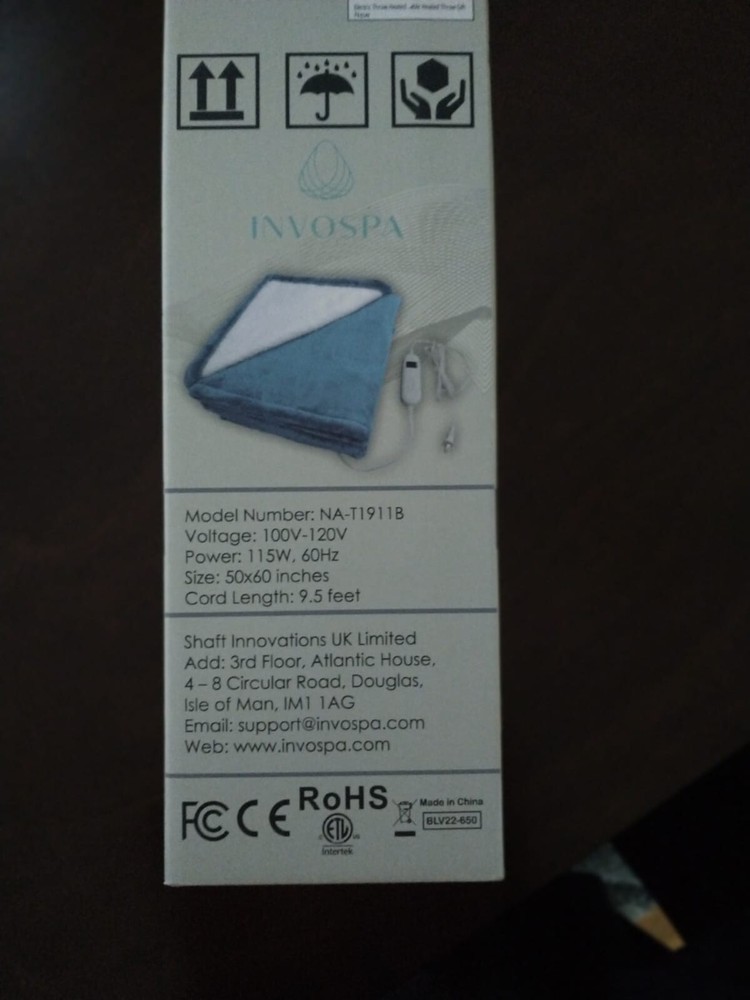 INVOSPA
Model Number: NA-T1911B
Voltage: 100V-120V
Power: 115W, 60Hz
Size: 50x60 inches
Cord Length: 9.5 feet
Shaft Innovations UK Limited
Add: 3rd Floor, Atlantic House,
4 – 8 Circular Road, Douglas,
Isle of Man, IM1 1AG
Email: support@invospa.com
Web: www.invospa.com
FC CE RoHS Made in China
ETL BLV22-650
Intertek